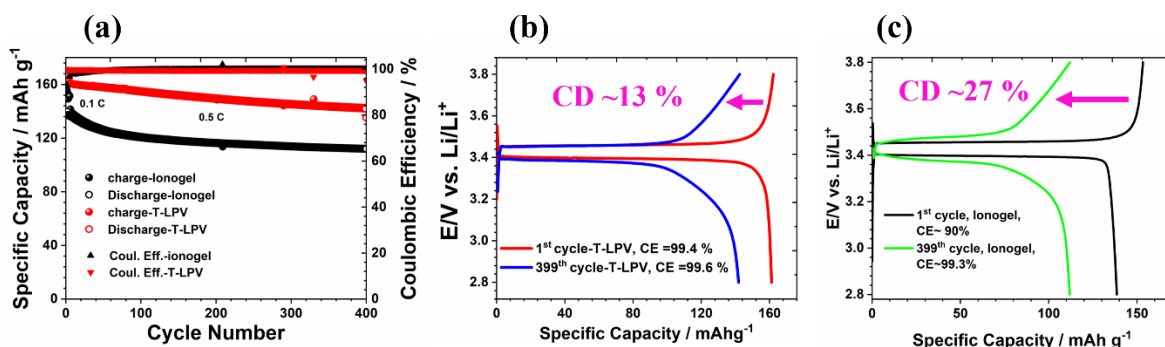 (a)
Specific Capacity / mAh g-1
160
120
80
40
0
0.1 C
0.5 C
charge-Ionogel
Discharge-Ionogel
charge-T-LPV
Discharge-T-LPV
Coul. Eff.-ionogel
Coul. Eff.-T-LPV
100
90
80
70
60
50
40
30
20
10
0
Coulombic Efficiency / %
0 100 200 300 400
Cycle Number
(b)
E/V vs. Li/Li+
3.8
3.6
3.4
3.2
3.0
2.8
CD ~13 %
1st cycle-T-LPV, CE =99.4 %
399th cycle-T-LPV, CE =99.6 %
0 40 80 120 160
Specific Capacity / mAhg-1
(c)
E/V vs. Li/Li+
3.8
3.6
3.4
3.2
3.0
2.8
CD ~27 %
1st cycle, Ionogel,
CE~ 90%
399th cycle, Ionogel,
CE~99.3%
0 50 100 150
Specific Capacity / mAhg-1